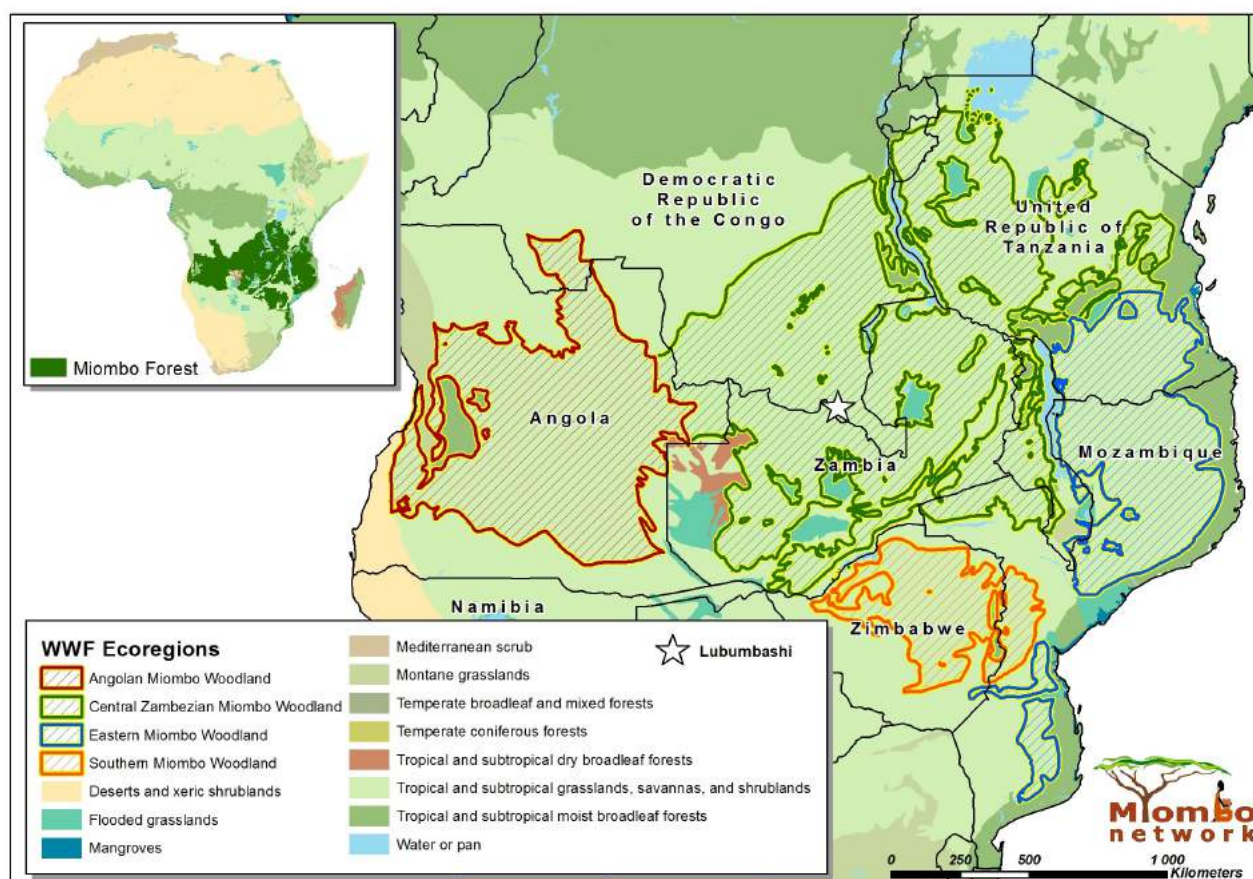 Miombo Forest
Democratic
Republic
of the Congo
United
Republic of
Tanzania
Angola
Zambia
Mozambique
Namibia
Zimbabwe
WWF Ecoregions
Angolan Miombo Woodland
Central Zambezian Miombo Woodland
Eastern Miombo Woodland
Southern Miombo Woodland
Deserts and xeric shrublands
Flooded grasslands
Mangroves
Mediterranean scrub
Montane grasslands
Temperate broadleaf and mixed forests
Temperate coniferous forests
Tropical and subtropical dry broadleaf forests
Tropical and subtropical grasslands, savannas, and shrublands
Tropical and subtropical moist broadleaf forests
Water or pan
Lubumbashi
Miombo
network
0 250 500 1 000
Kilometers